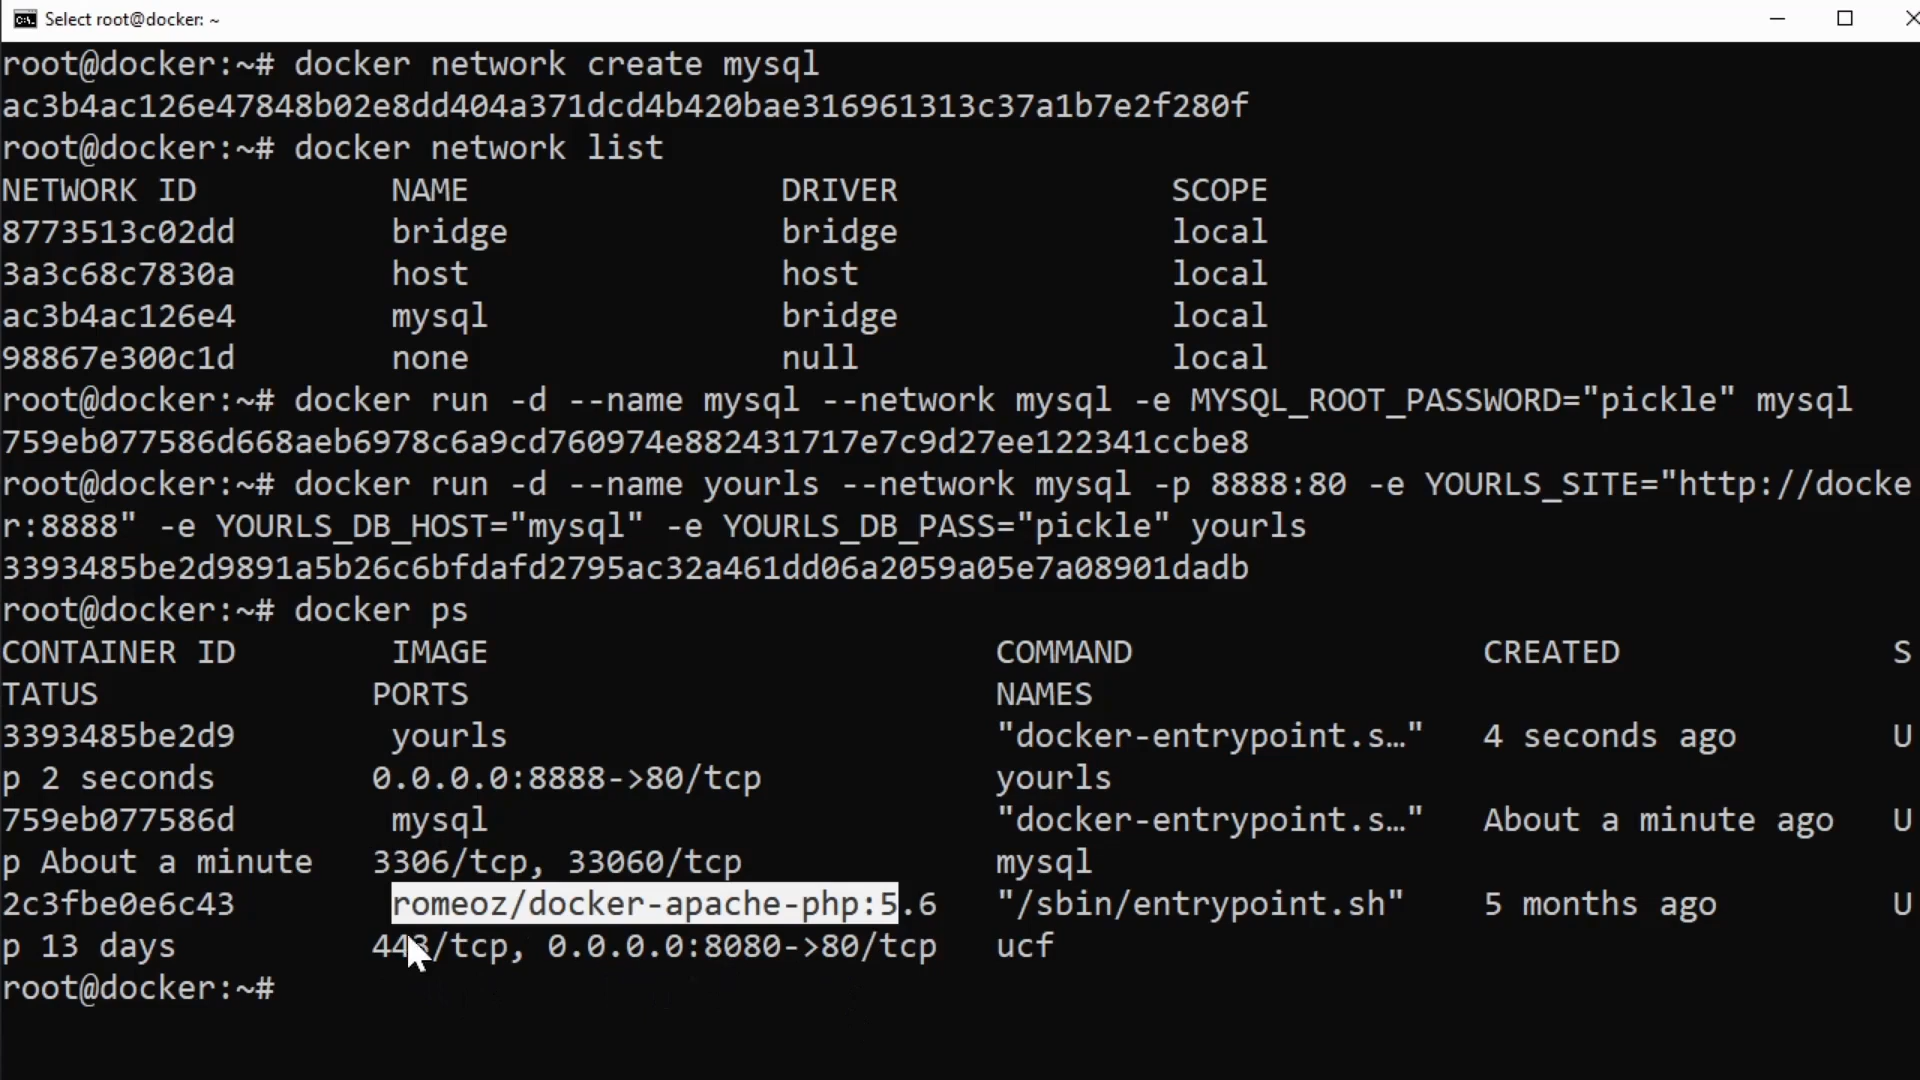 Select root@docker: ~
root@docker:~# docker network create mysql
ac3b4ac126e47848b02e8dd404a371dcd4b420bae316961313c37a1b7e2f280f
root@docker:~# docker network list
NETWORK ID NAME DRIVER SCOPE
8773513c02dd bridge bridge local
3a3c68c7830a host host local
ac3b4ac126e4 mysql bridge local
98867e300c1d none null local
root@docker:~# docker run -d --name mysql --network mysql -e MYSQL_ROOT_PASSWORD="pickle" mysql
759eb077586d668aeb6978c6a9cd760974e882431717e7c9d27ee122341ccbe8
root@docker:~# docker run -d --name yourls --network mysql -p 8888:80 -e YOURLS_SITE="http://docke
r:8888" -e YOURLS_DB_HOST="mysql" -e YOURLS_DB_PASS="pickle" yourls
3393485be2d9891a5b26c6bfdafd2795ac32a461dd06a2059a05e7a08901dadb
root@docker:~# docker ps
CONTAINER ID IMAGE COMMAND CREATED S
TATUS PORTS NAMES
3393485be2d9 yourls "docker-entrypoint.s…" 4 seconds ago U
p 2 seconds 0.0.0.0:8888->80/tcp yourls
759eb077586d mysql "docker-entrypoint.s…" About a minute ago U
p About a minute 3306/tcp, 33060/tcp mysql
2c3fbe0e6c43 romeoz/docker-apache-php:5.6 "/sbin/entrypoint.sh" 5 months ago U
p 13 days 443/tcp, 0.0.0.0:8080->80/tcp ucf
root@docker:~#